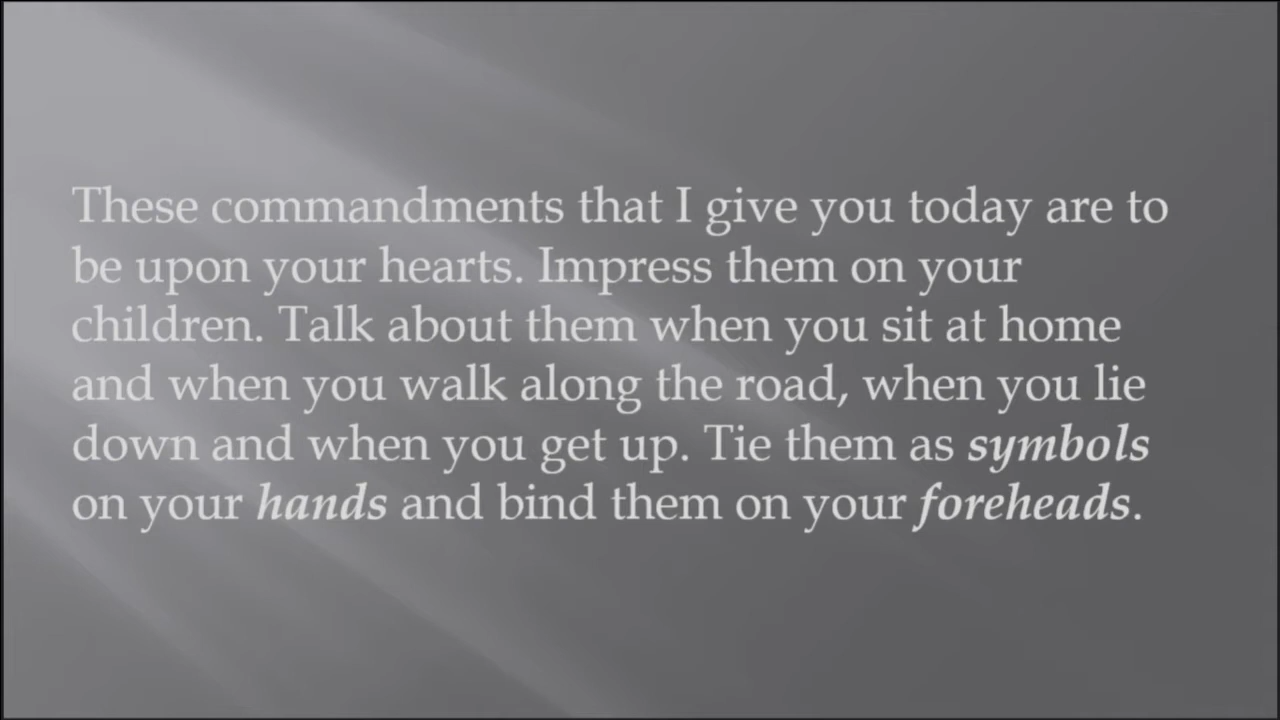 These commandments that I give you today are to
be upon your hearts. Impress them on your
children. Talk about them when you sit at home
and when you walk along the road, when you lie
down and when you get up. Tie them as symbols
on your hands and bind them on your foreheads.